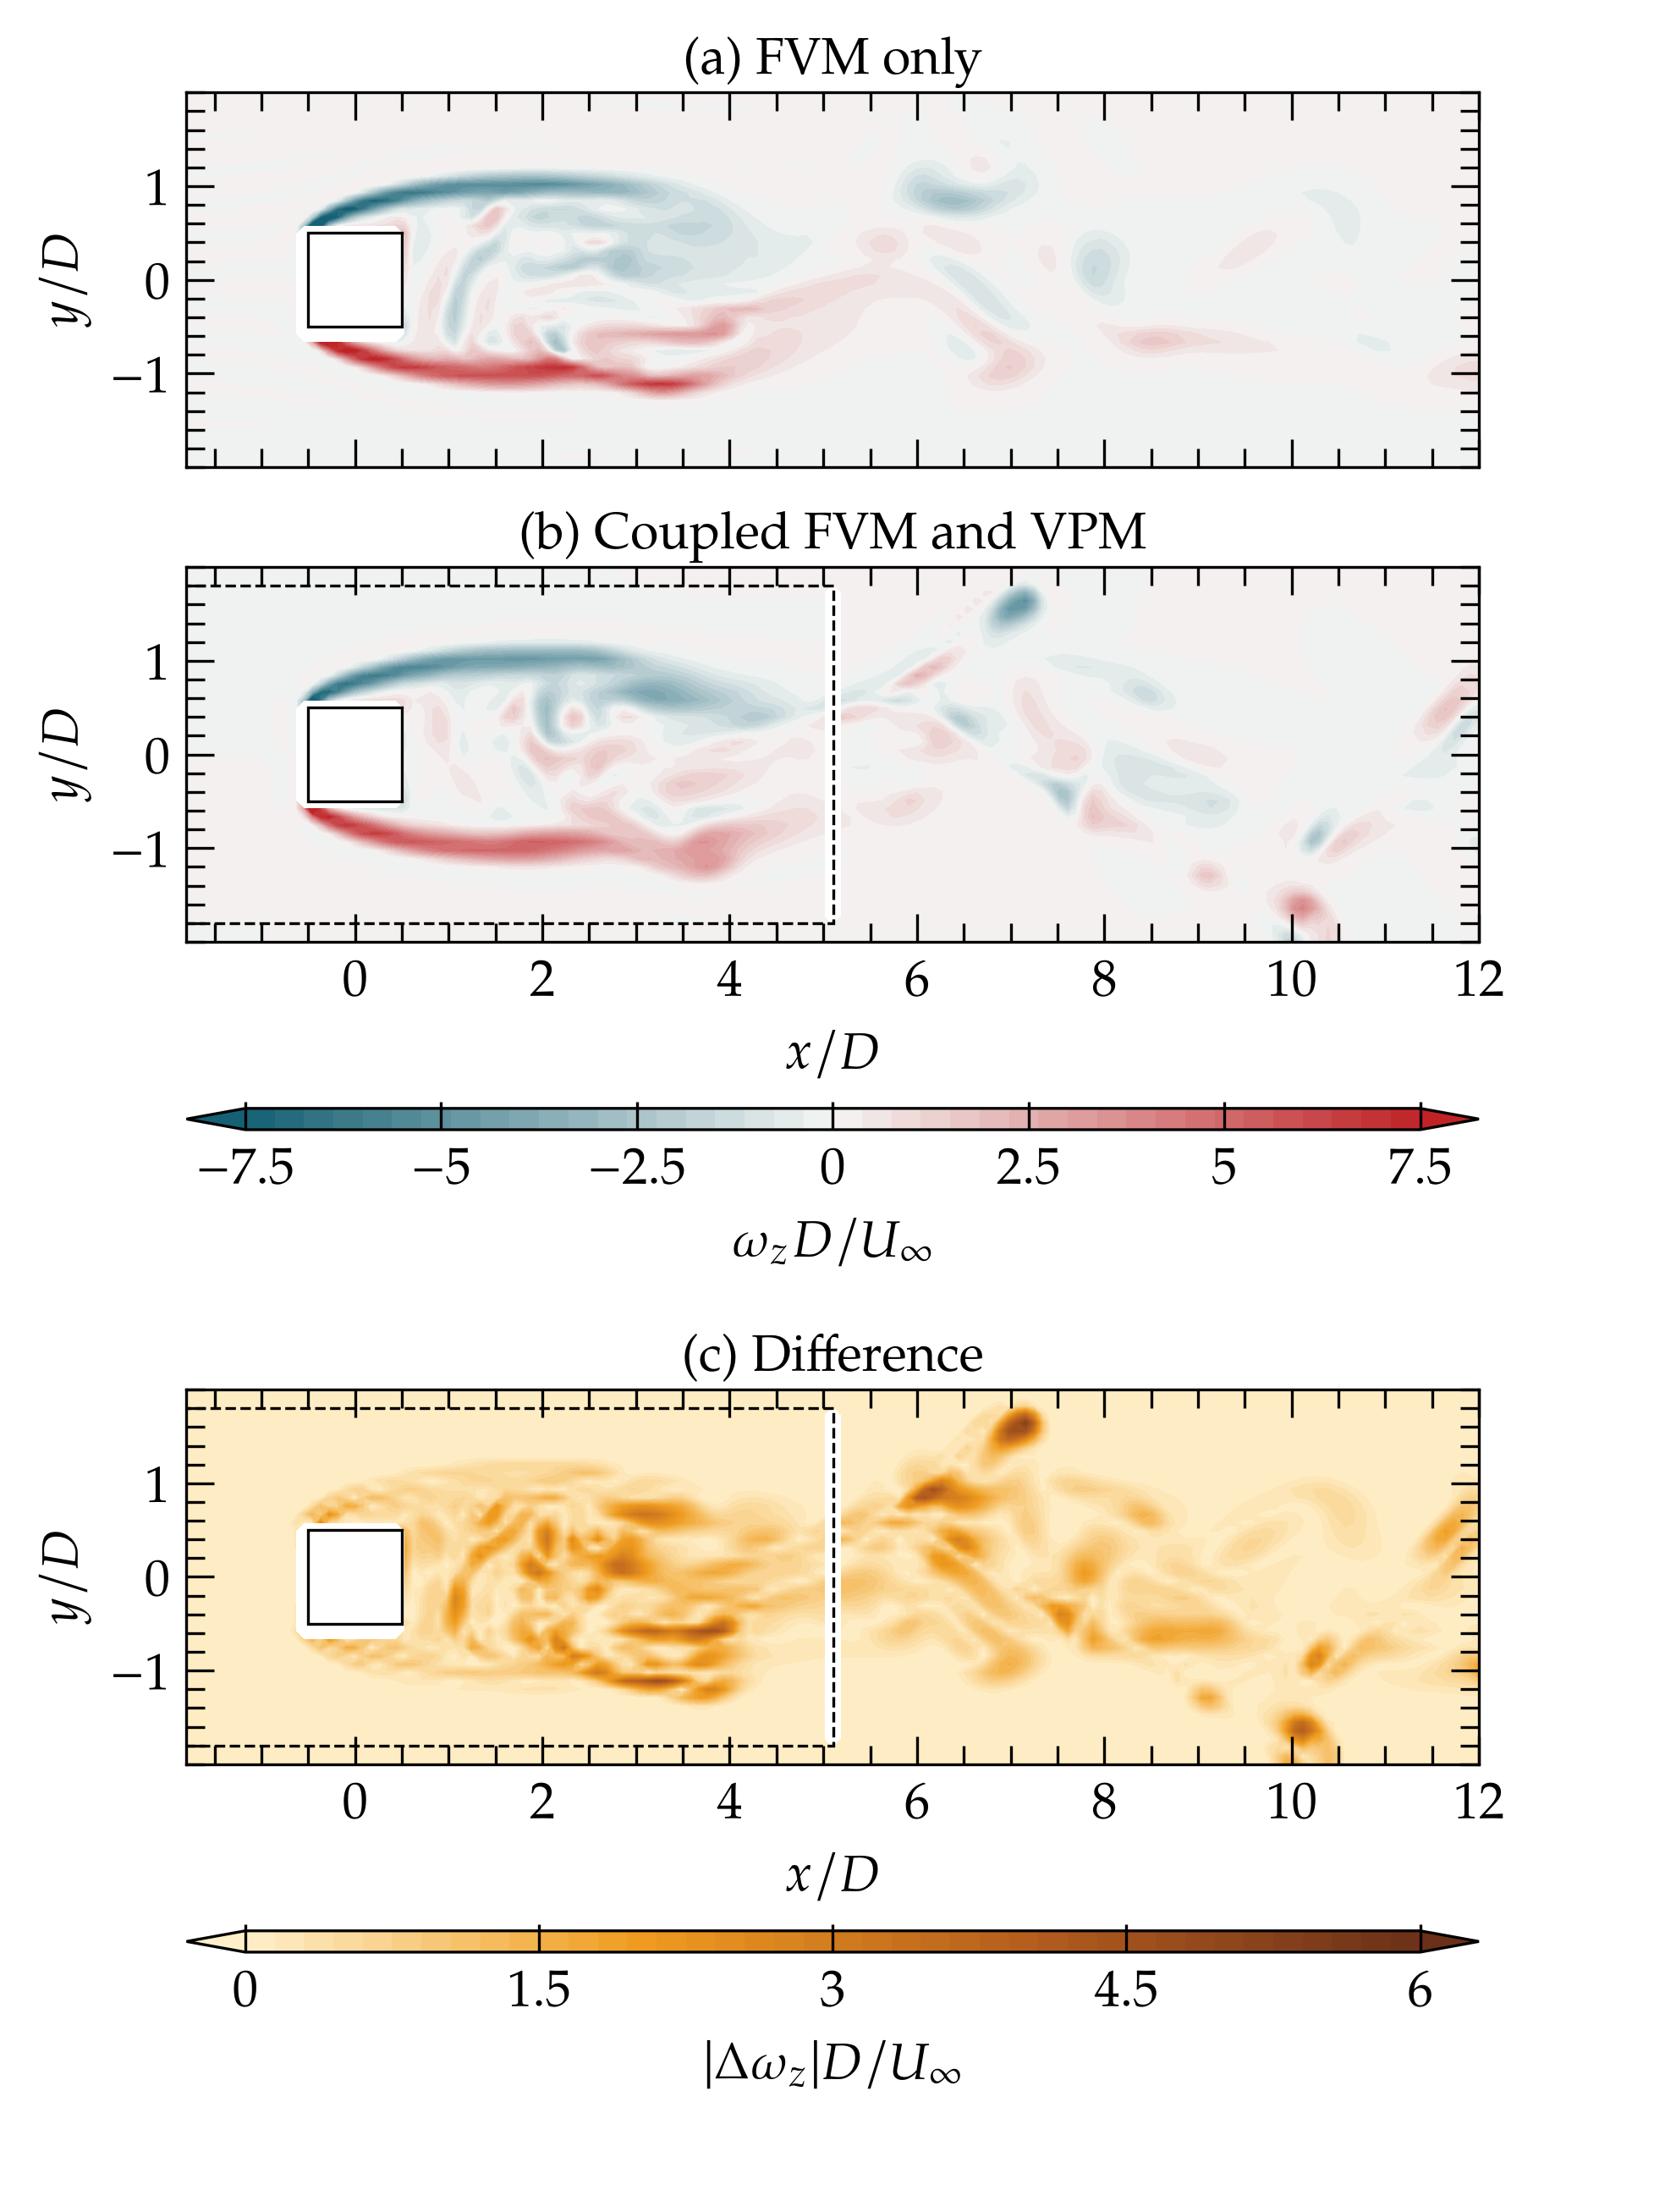 (a) FVM only
1
0
−1
y/D
(b) Coupled FVM and VPM
1
0
−1
y/D
0 2 4 6 8 10 12
x/D
−7.5 −5 −2.5 0 2.5 5 7.5
ω_z D/U_∞
(c) Difference
1
0
−1
y/D
0 2 4 6 8 10 12
x/D
0 1.5 3 4.5 6
|Δω_z|D/U_∞